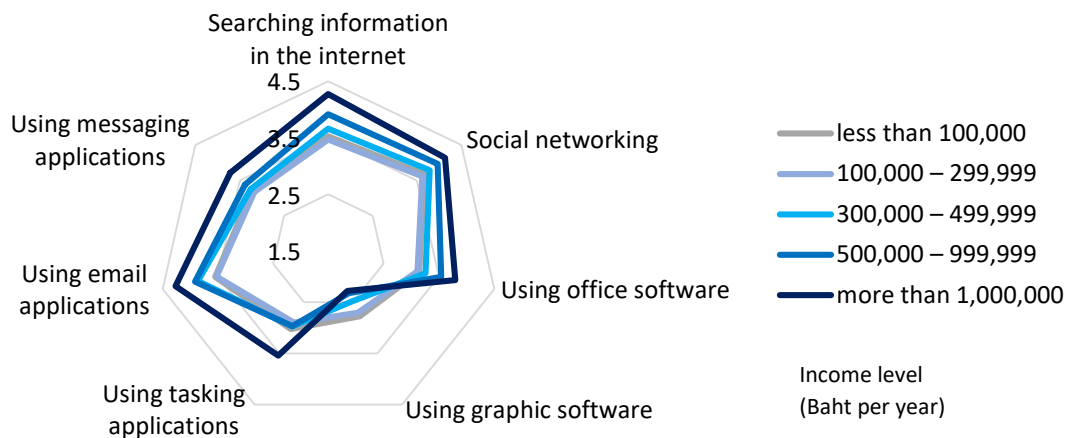 Searching information
in the internet
4.5
3.5
2.5
1.5
Social networking
Using office software
Using graphic software
Using tasking
applications
Using email
applications
Using messaging
applications
less than 100,000
100,000 – 299,999
300,000 – 499,999
500,000 – 999,999
more than 1,000,000
Income level
(Baht per year)